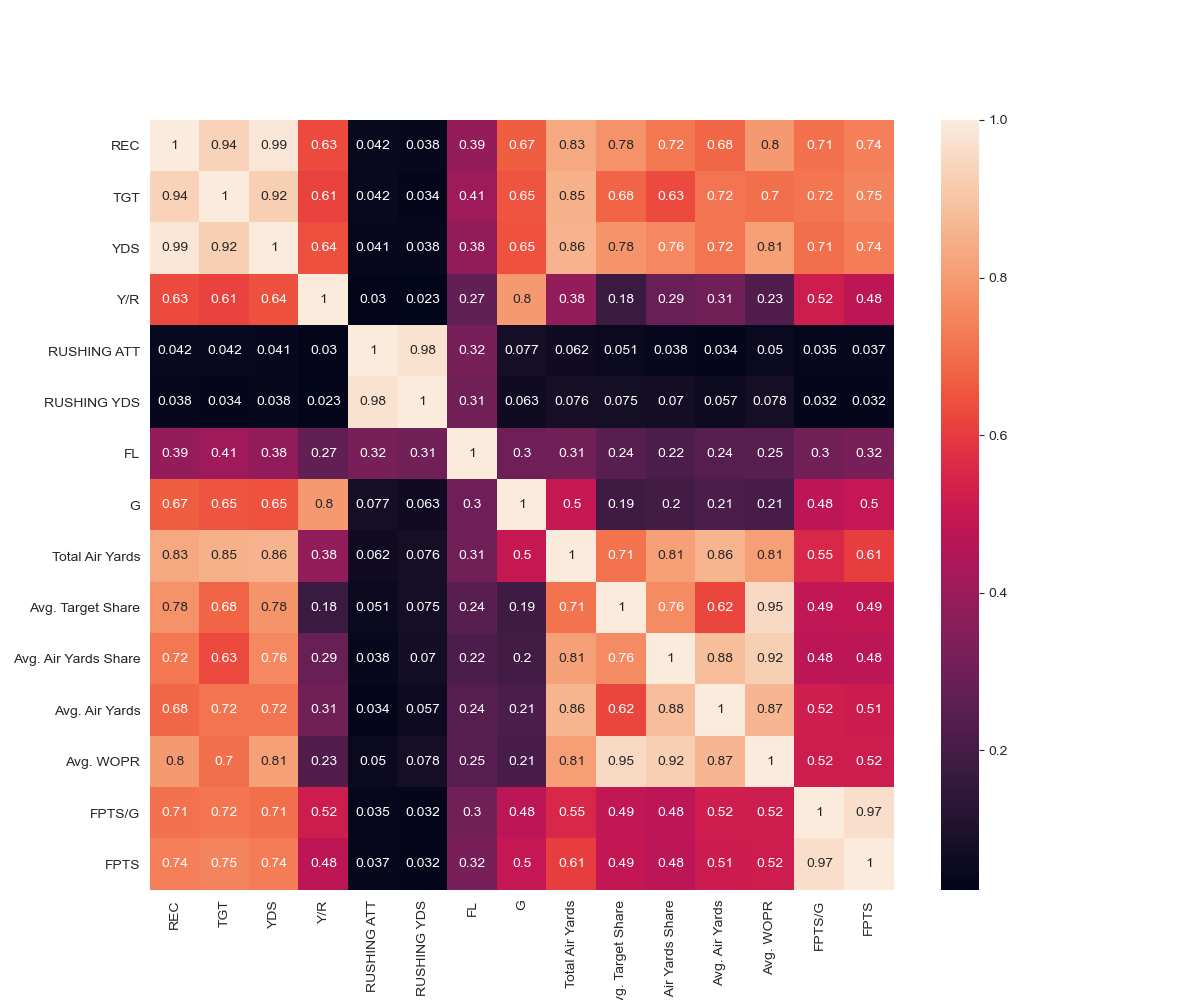 REC 1 0.94 0.99 0.63 0.042 0.038 0.39 0.67 0.83 0.78 0.72 0.68 0.8 0.71 0.74
TGT 0.94 1 0.92 0.61 0.042 0.034 0.41 0.65 0.85 0.68 0.63 0.72 0.7 0.72 0.75
YDS 0.99 0.92 1 0.64 0.041 0.038 0.38 0.65 0.86 0.78 0.76 0.72 0.81 0.71 0.74
Y/R 0.63 0.61 0.64 1 0.03 0.023 0.27 0.8 0.38 0.18 0.29 0.31 0.23 0.52 0.48
RUSHING ATT 0.042 0.042 0.041 0.03 1 0.98 0.32 0.077 0.062 0.051 0.038 0.034 0.05 0.035 0.037
RUSHING YDS 0.038 0.034 0.038 0.023 0.98 1 0.31 0.063 0.076 0.075 0.07 0.057 0.078 0.032 0.032
FL 0.39 0.41 0.38 0.27 0.32 0.31 1 0.3 0.31 0.24 0.22 0.24 0.25 0.3 0.32
G 0.67 0.65 0.65 0.8 0.077 0.063 0.3 1 0.5 0.19 0.2 0.21 0.21 0.48 0.5
Total Air Yards 0.83 0.85 0.86 0.38 0.062 0.076 0.31 0.5 1 0.71 0.81 0.86 0.81 0.55 0.61
Avg. Target Share 0.78 0.68 0.78 0.18 0.051 0.075 0.24 0.19 0.71 1 0.76 0.62 0.95 0.49 0.49
Avg. Air Yards Share 0.72 0.63 0.76 0.29 0.038 0.07 0.22 0.2 0.81 0.76 1 0.88 0.92 0.48 0.48
Avg. Air Yards 0.68 0.72 0.72 0.31 0.034 0.057 0.24 0.21 0.86 0.62 0.88 1 0.87 0.52 0.51
Avg. WOPR 0.8 0.7 0.81 0.23 0.05 0.078 0.25 0.21 0.81 0.95 0.92 0.87 1 0.52 0.52
FPTS/G 0.71 0.72 0.71 0.52 0.035 0.032 0.3 0.48 0.55 0.49 0.48 0.52 0.52 1 0.97
FPTS 0.74 0.75 0.74 0.48 0.037 0.032 0.32 0.5 0.61 0.49 0.48 0.51 0.52 0.97 1
REC
TGT
YDS
Y/R
RUSHING ATT
RUSHING YDS
FL
G
Total Air Yards
vg. Target Share
Air Yards Share
Avg. Air Yards
Avg. WOPR
FPTS/G
FPTS
1.0
0.8
0.6
0.4
0.2